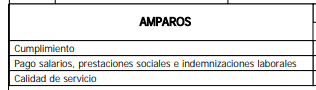 AMPAROS
Cumplimiento
Pago salarios, prestaciones sociales e indemnizaciones laborales
Calidad de servicio